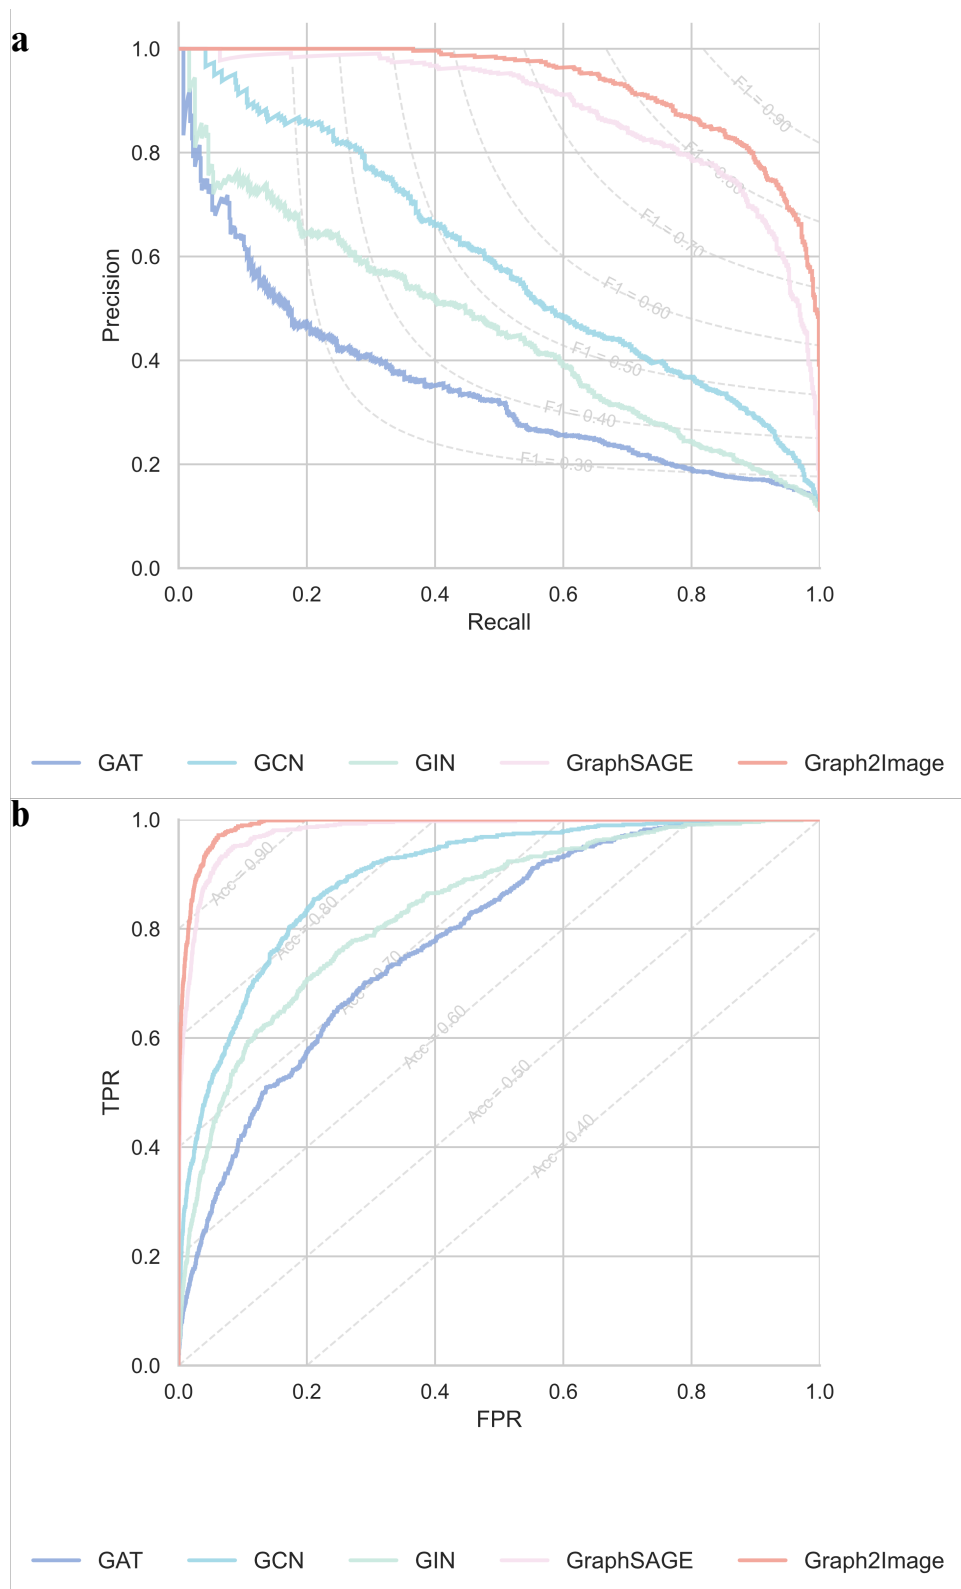 a
1.0
0.8
0.6
0.4
0.2
0.0
Precision
F1 = 0.90
F1 = 0.80
F1 = 0.70
F1 = 0.60
F1 = 0.50
F1 = 0.40
F1 = 0.30
0.0 0.2 0.4 0.6 0.8 1.0
Recall
GAT GCN GIN GraphSAGE Graph2Image
b
1.0
0.8
0.6
0.4
0.2
0.0
TPR
Acc = 0.90
Acc = 0.80
Acc = 0.70
Acc = 0.60
Acc = 0.50
Acc = 0.40
0.0 0.2 0.4 0.6 0.8 1.0
FPR
GAT GCN GIN GraphSAGE Graph2Image